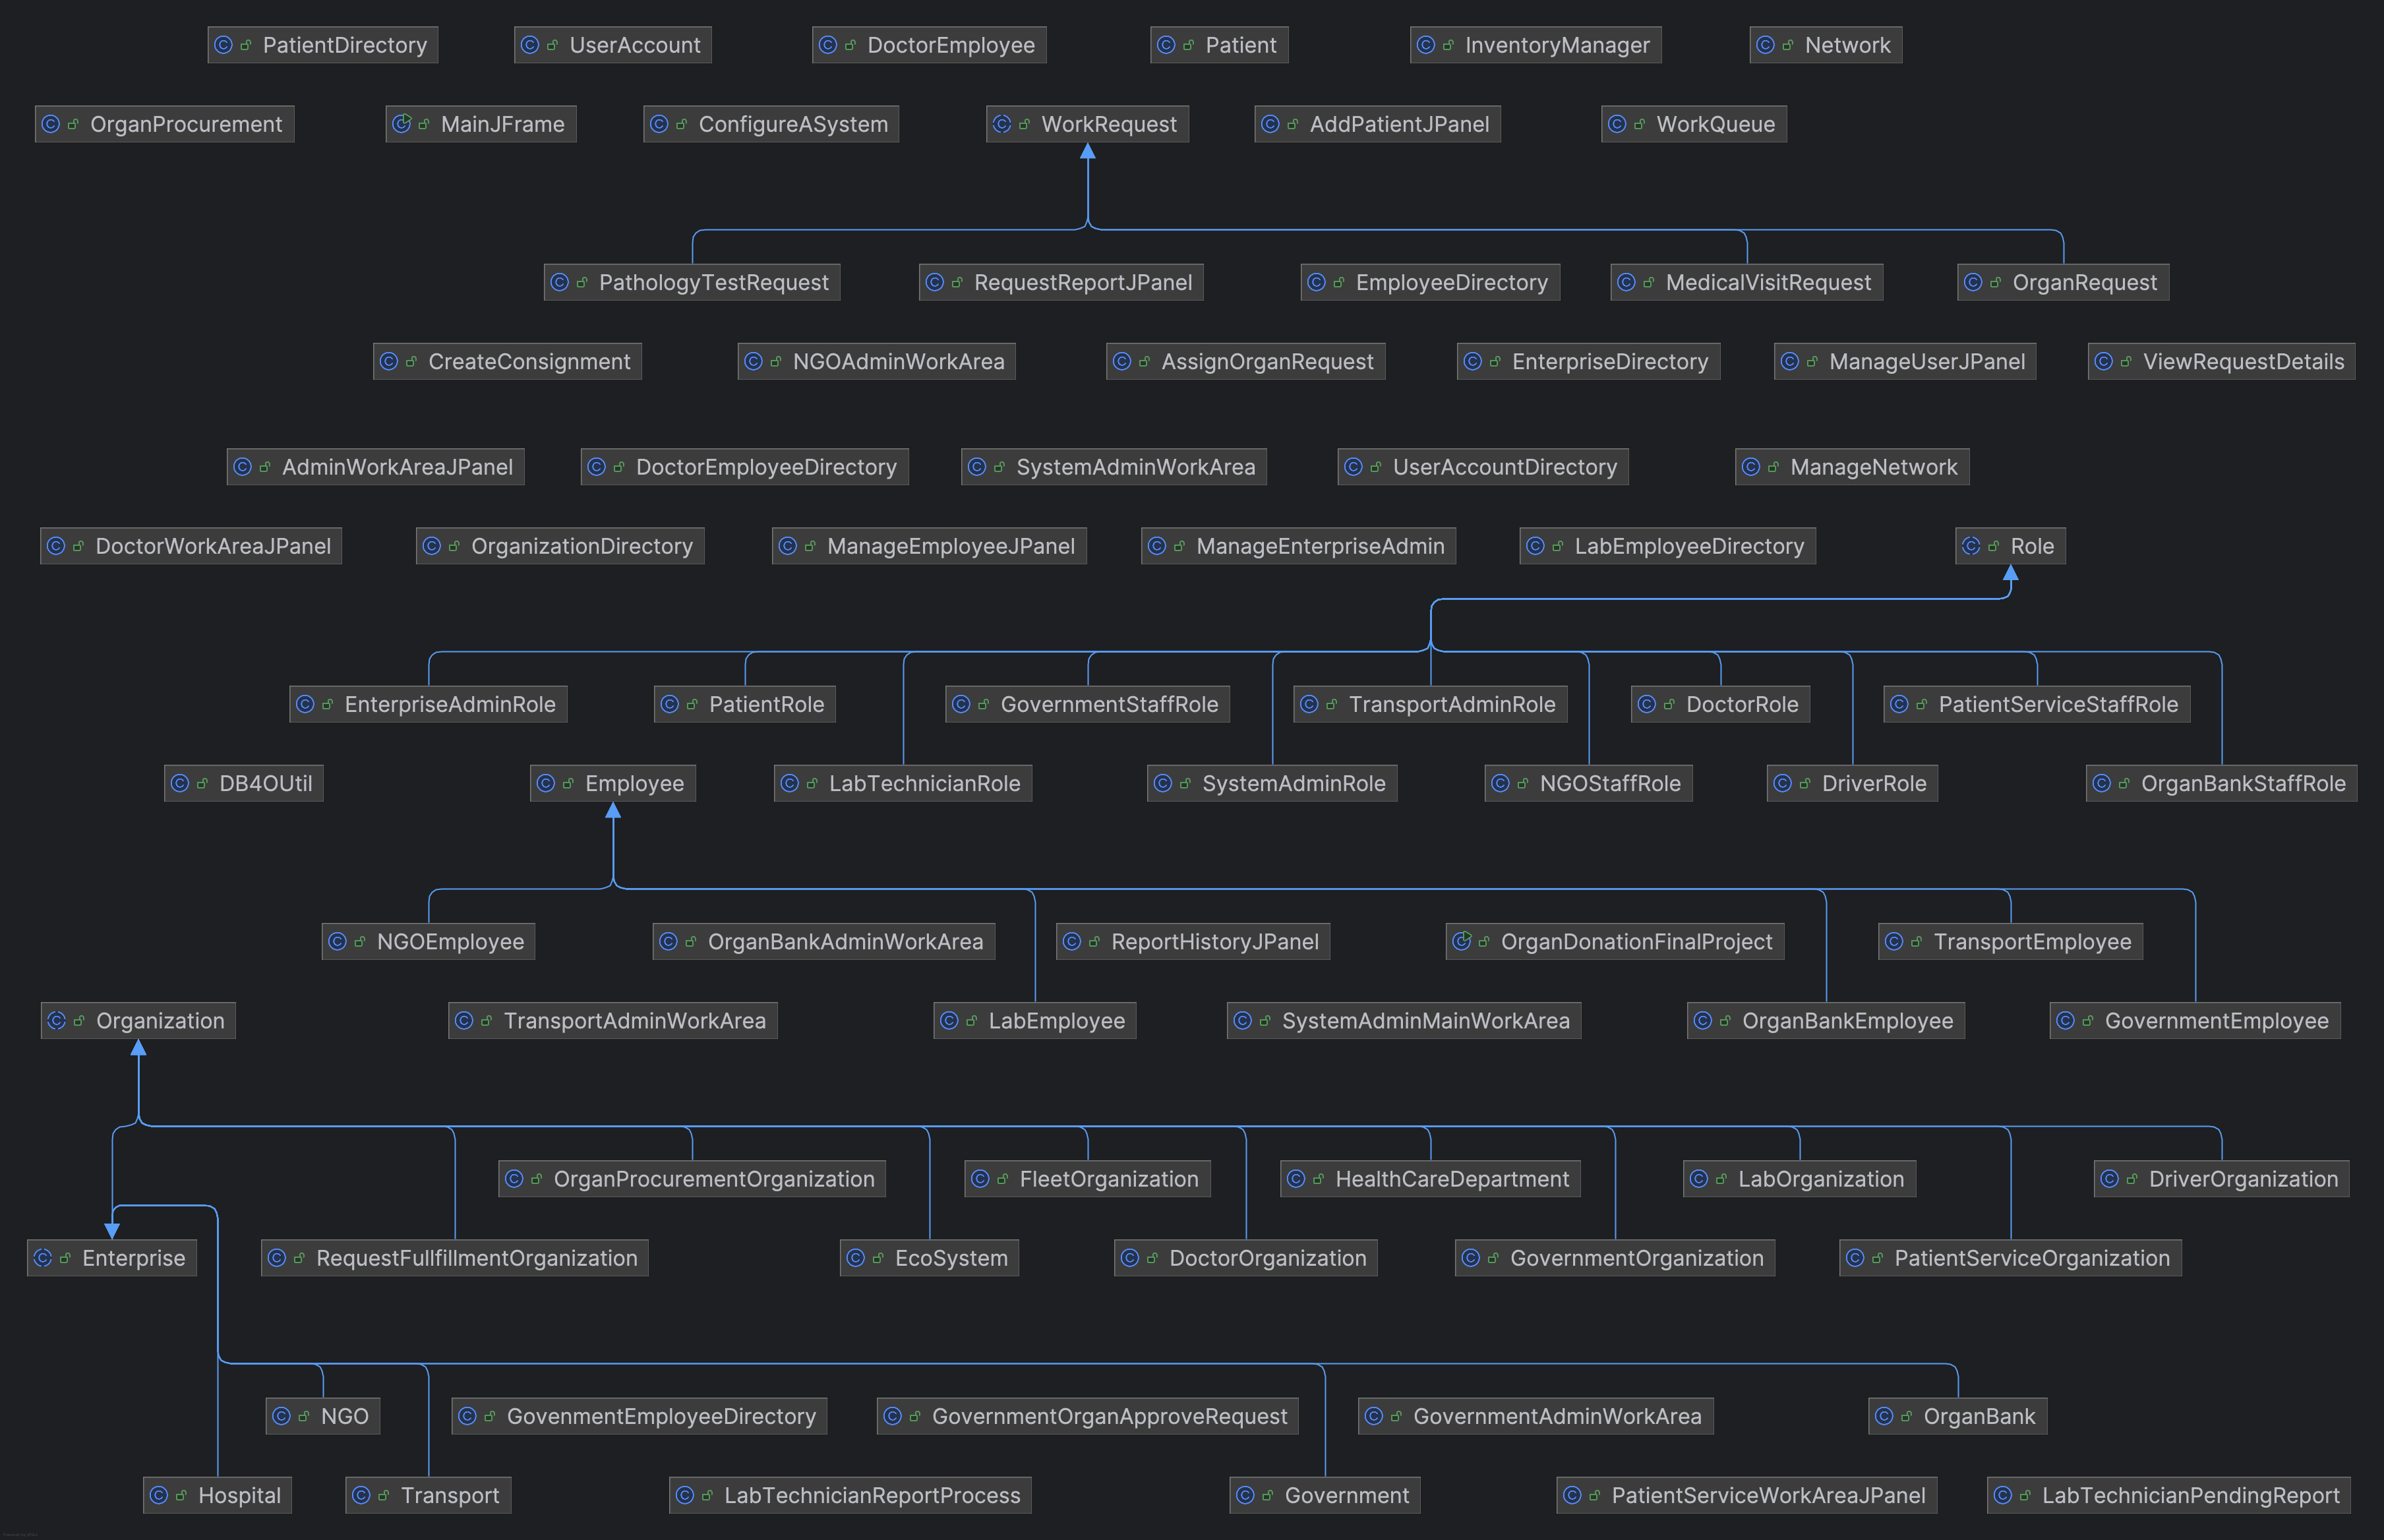 PatientDirectory
UserAccount
DoctorEmployee
Patient
InventoryManager
Network
OrganProcurement
MainJFrame
ConfigureASystem
WorkRequest
AddPatientJPanel
WorkQueue
PathologyTestRequest
RequestReportJPanel
EmployeeDirectory
MedicalVisitRequest
OrganRequest
CreateConsignment
NGOAdminWorkArea
AssignOrganRequest
EnterpriseDirectory
ManageUserJPanel
ViewRequestDetails
AdminWorkAreaJPanel
DoctorEmployeeDirectory
SystemAdminWorkArea
UserAccountDirectory
ManageNetwork
DoctorWorkAreaJPanel
OrganizationDirectory
ManageEmployeeJPanel
ManageEnterpriseAdmin
LabEmployeeDirectory
Role
EnterpriseAdminRole
PatientRole
GovernmentStaffRole
TransportAdminRole
DoctorRole
PatientServiceStaffRole
DB4OUtil
Employee
LabTechnicianRole
SystemAdminRole
NGOStaffRole
DriverRole
OrganBankStaffRole
NGOEmployee
OrganBankAdminWorkArea
ReportHistoryJPanel
OrganDonationFinalProject
TransportEmployee
Organization
TransportAdminWorkArea
LabEmployee
SystemAdminMainWorkArea
OrganBankEmployee
GovernmentEmployee
OrganProcurementOrganization
FleetOrganization
HealthCareDepartment
LabOrganization
DriverOrganization
Enterprise
RequestFullfillmentOrganization
EcoSystem
DoctorOrganization
GovernmentOrganization
PatientServiceOrganization
NGO
GovenmentEmployeeDirectory
GovernmentOrganApproveRequest
GovernmentAdminWorkArea
OrganBank
Hospital
Transport
LabTechnicianReportProcess
Government
PatientServiceWorkAreaJPanel
LabTechnicianPendingReport